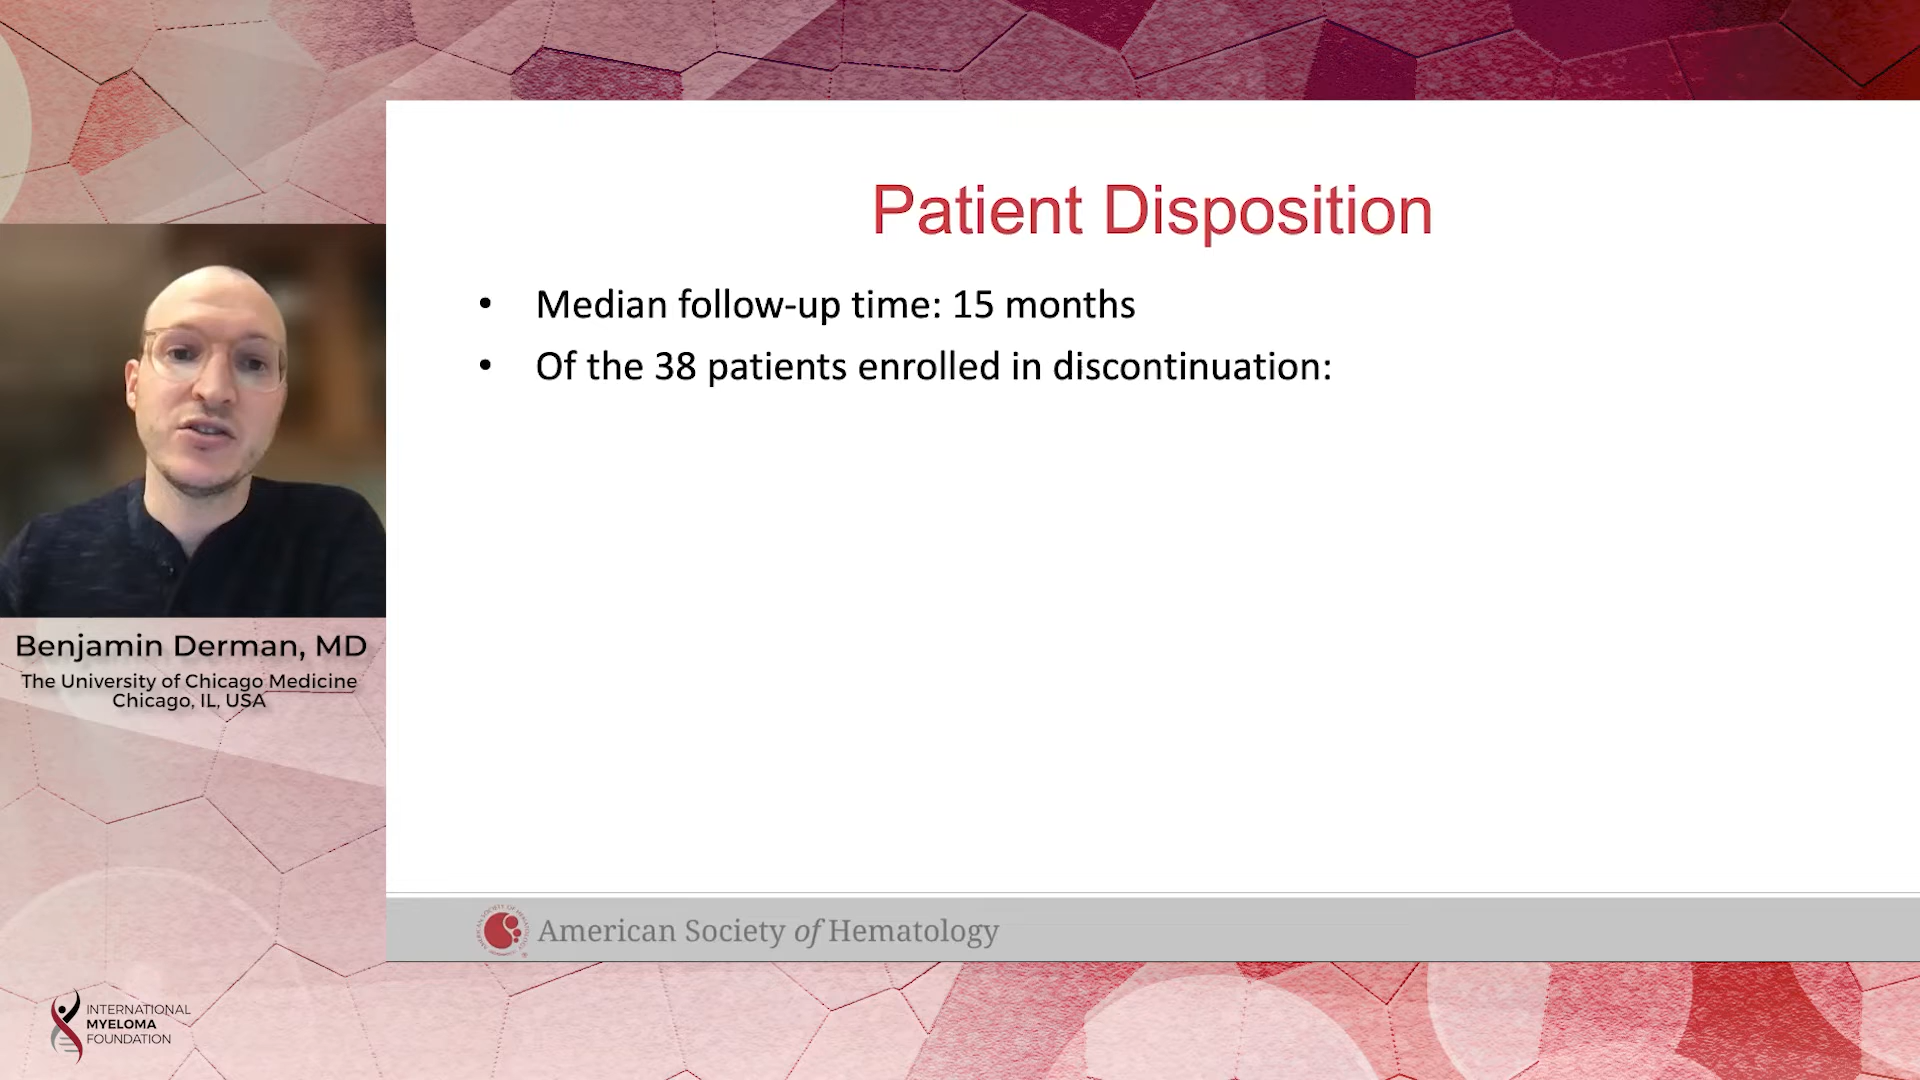 Patient Disposition
• Median follow-up time: 15 months
• Of the 38 patients enrolled in discontinuation:
Benjamin Derman, MD
The University of Chicago Medicine
Chicago, IL, USA
American Society of Hematology
INTERNATIONAL
MYELOMA
FOUNDATION